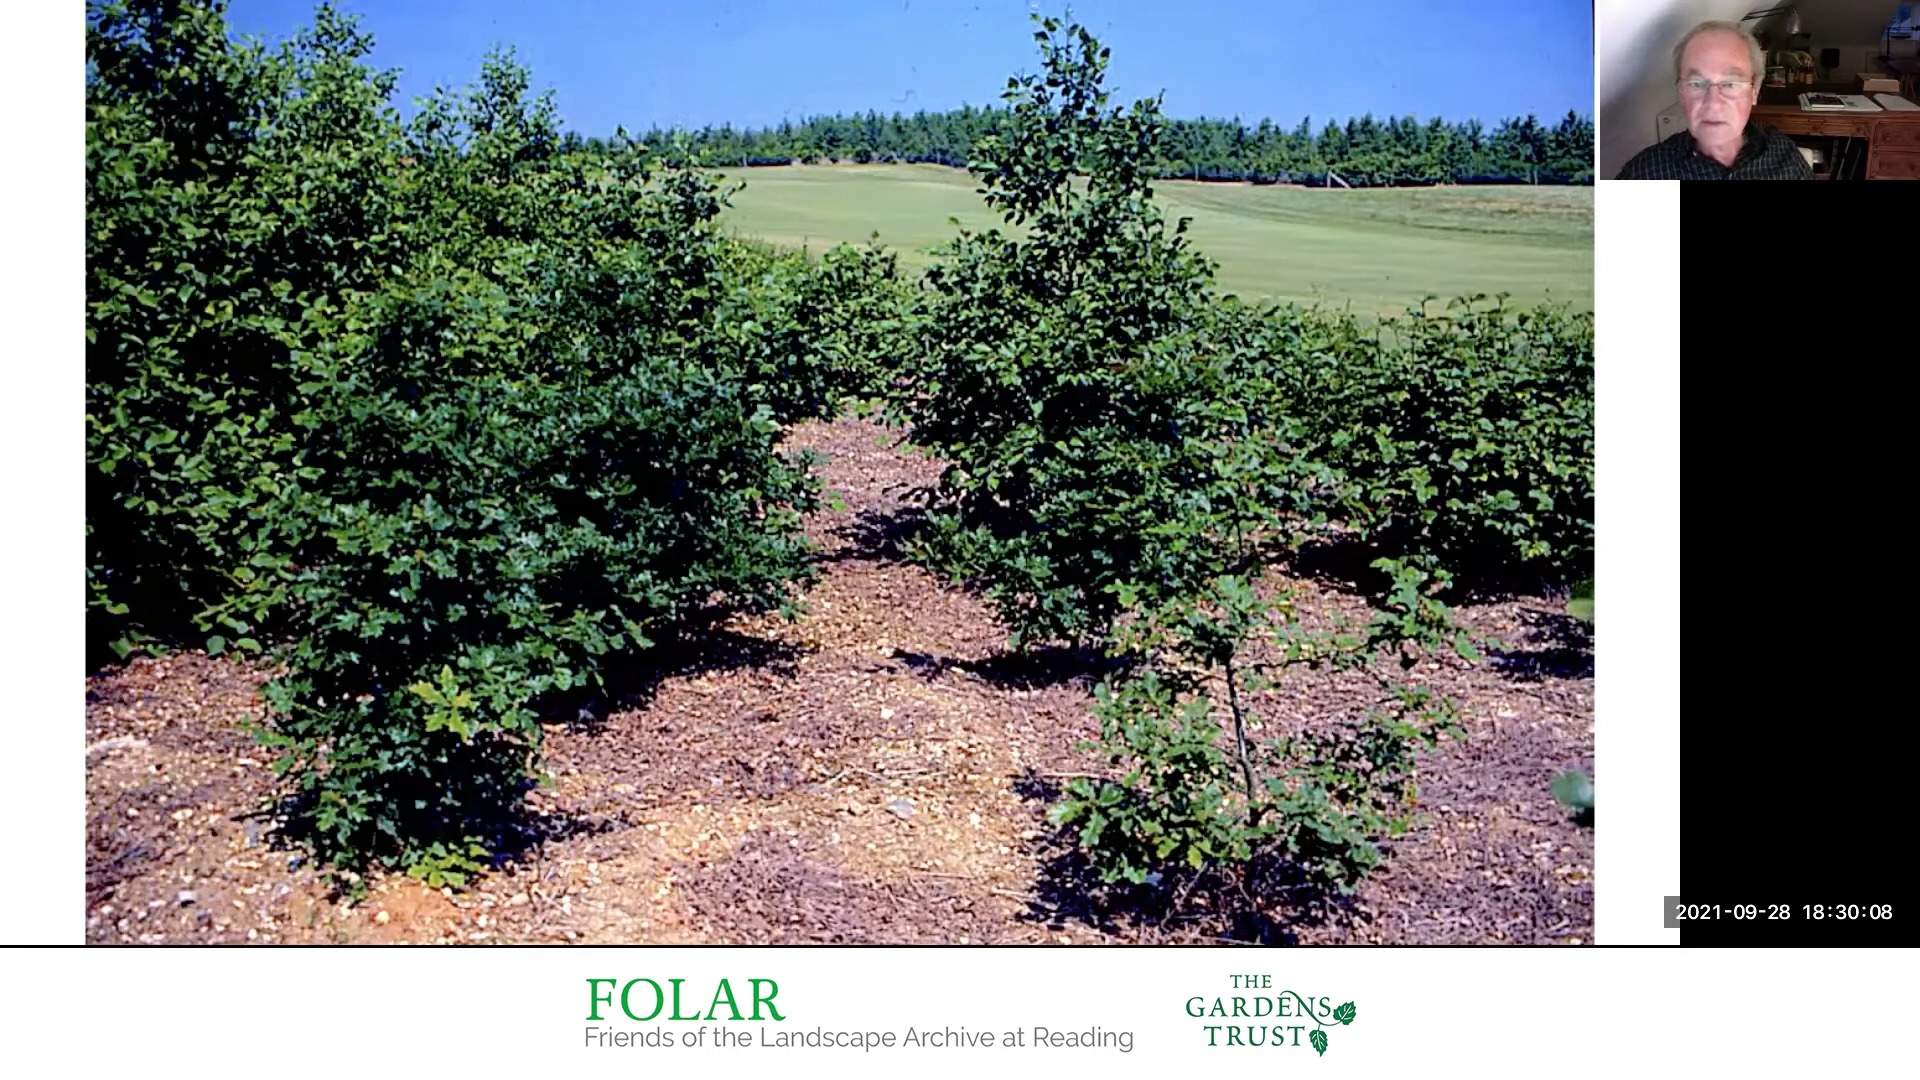 2021-09-28 18:30:08
FOLAR
Friends of the Landscape Archive at Reading
THE
GARDENS
TRUST